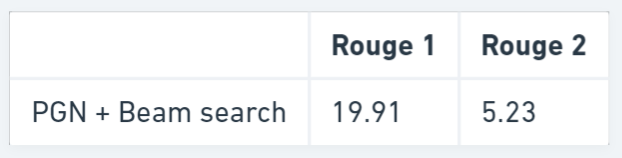 Rouge 1 Rouge 2
PGN + Beam search 19.91 5.23